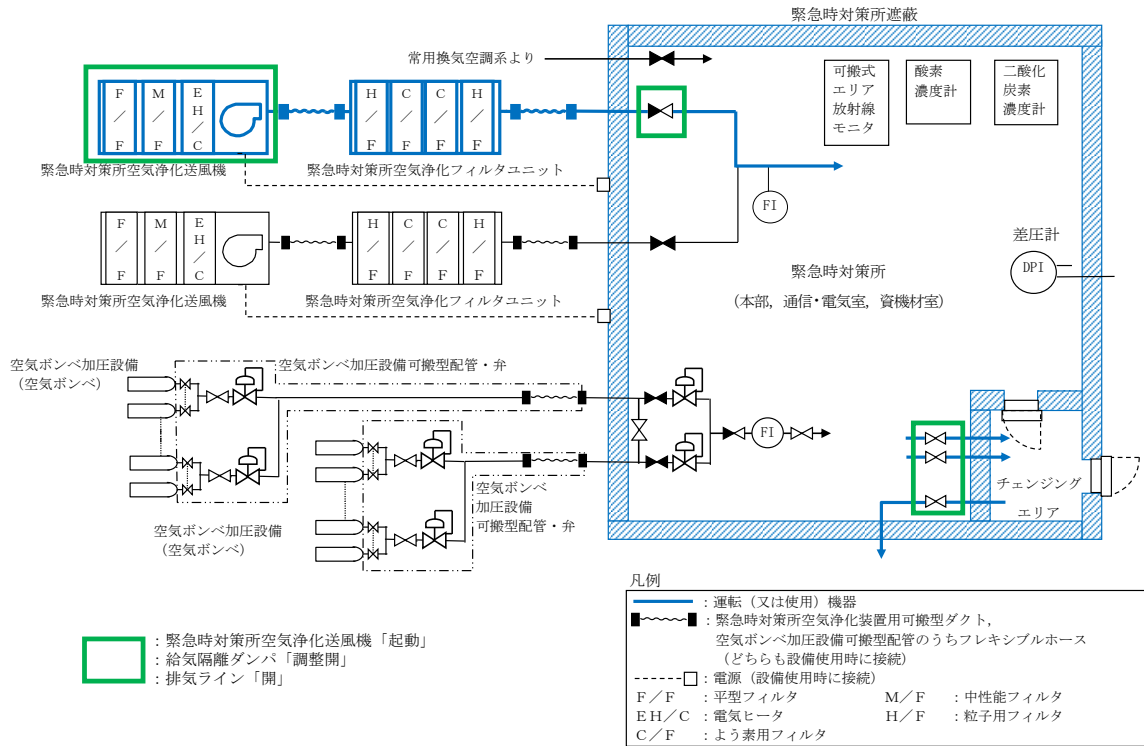 緊急時対策所遮蔽
常用換気空調系より
可搬式
エリア
放射線
モニタ
酸素
濃度計
二酸化
炭素
濃度計
F／F
M／F
EH／C
H／F
C／F
C／F
H／F
緊急時対策所空気浄化送風機
緊急時対策所空気浄化フィルタユニット
FI
F／F
M／F
EH／C
H／F
C／F
C／F
H／F
緊急時対策所空気浄化送風機
緊急時対策所空気浄化フィルタユニット
差圧計
DPI
緊急時対策所
（本部，通信・電気室，資機材室）
空気ボンベ加圧設備
（空気ボンベ）
空気ボンベ加圧設備可搬型配管・弁
FI
空気ボンベ
加圧設備
可搬型配管・弁
空気ボンベ加圧設備
（空気ボンベ）
チェンジング
エリア
凡例
：運転（又は使用）機器
：緊急時対策所空気浄化装置用可搬型ダクト，
空気ボンベ加圧設備可搬型配管のうちフレキシブルホース
（どちらも設備使用時に接続）
：電源（設備使用時に接続）
F／F ：平型フィルタ M／F ：中性能フィルタ
EH／C ：電気ヒータ H／F ：粒子用フィルタ
C／F ：よう素用フィルタ
：緊急時対策所空気浄化送風機「起動」
：給気隔離ダンパ「調整開」
：排気ライン「開」